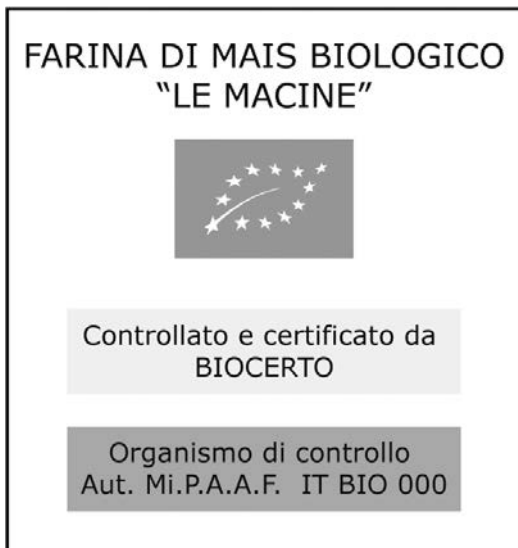 FARINA DI MAIS BIOLOGICO
“LE MACINE”
Controllato e certificato da
BIOCERTO
Organismo di controllo
Aut. Mi.P.A.A.F. IT BIO 000